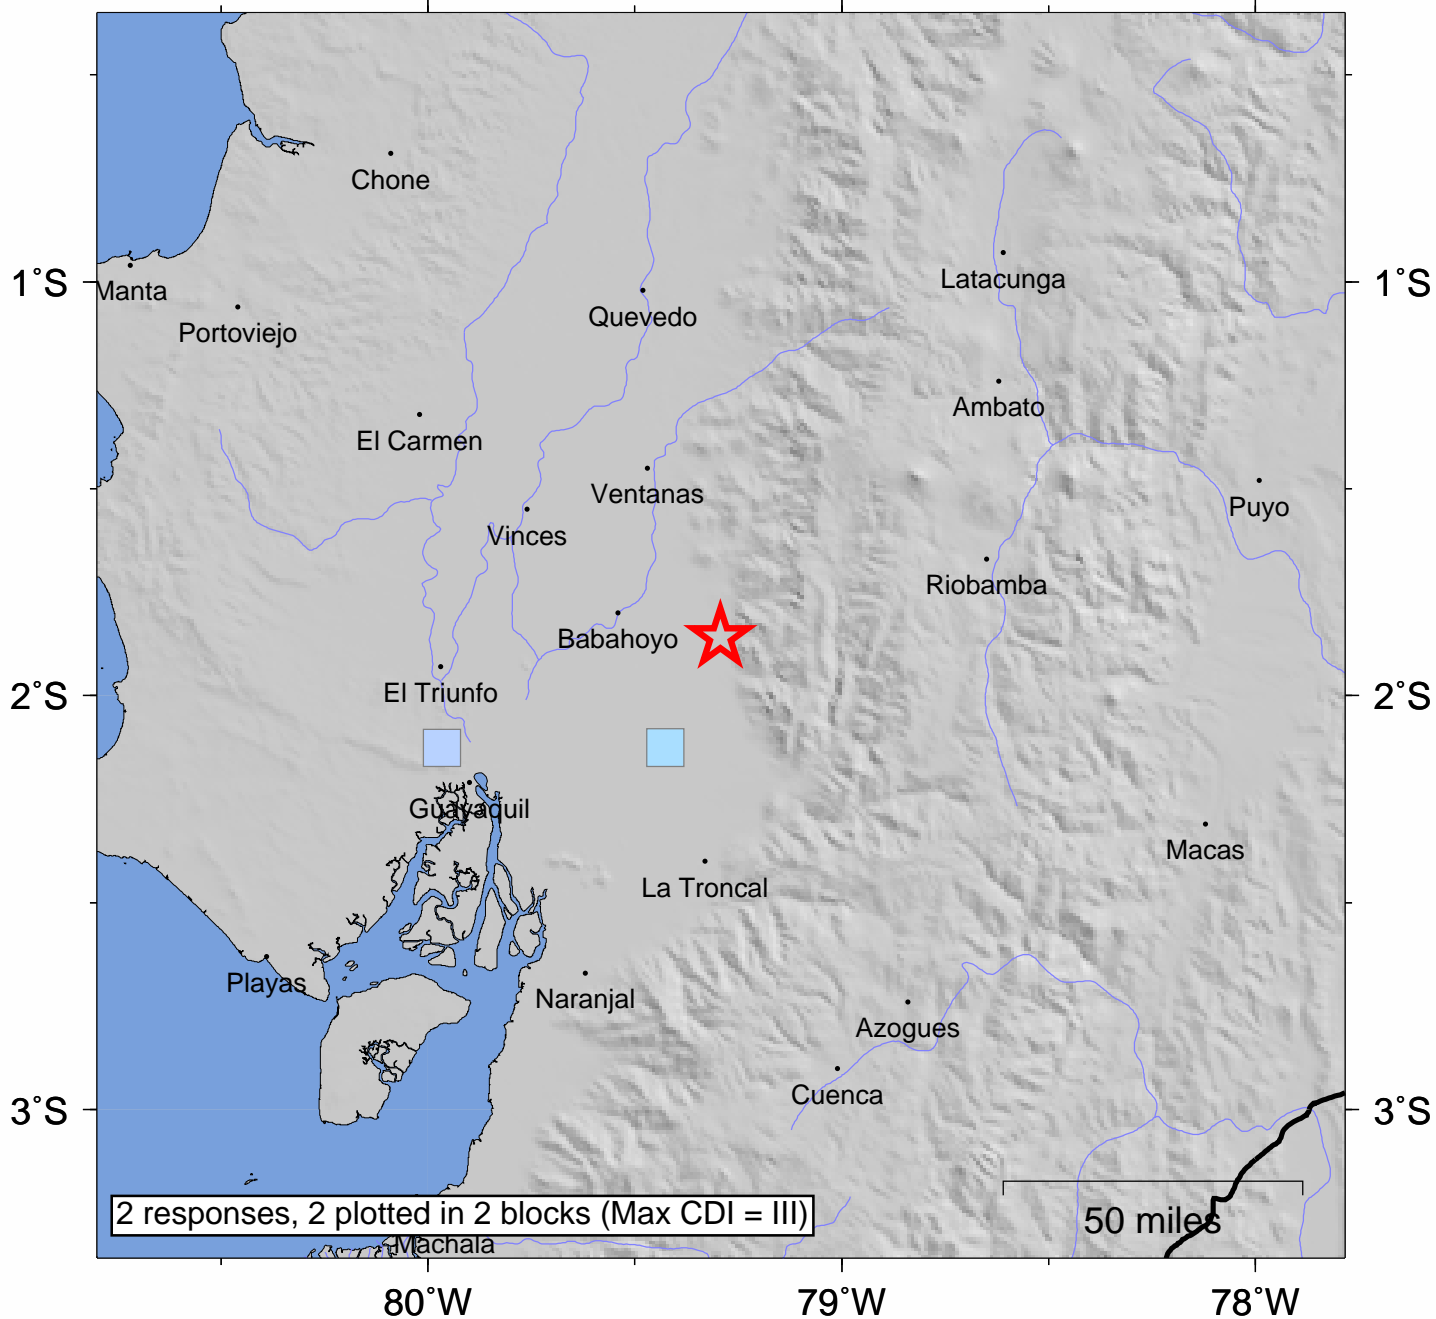 Chone
1°S
1°S
Manta
Latacunga
Quevedo
Portoviejo
Ambato
El Carmen
Ventanas
Puyo
Vinces
Riobamba
Babahoyo
2°S
El Triunfo
2°S
Guayaquil
Macas
La Troncal
Playas
Naranjal
Azogues
Cuenca
3°S
3°S
2 responses, 2 plotted in 2 blocks (Max CDI = III)
50 miles
Machala
80°W
79°W
78°W